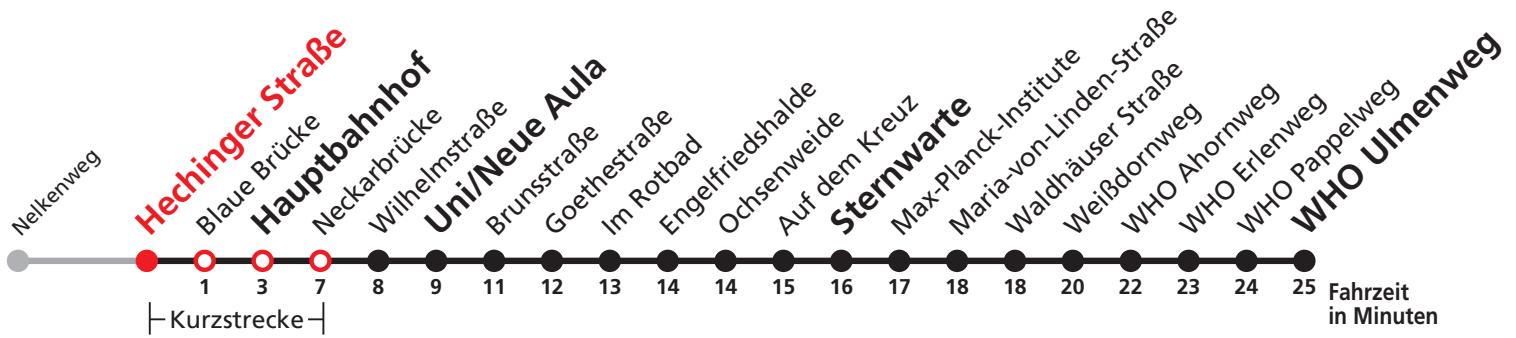 Nelkenweg
Hechinger Straße
Blaue Brücke
Hauptbahnhof
Neckarbrücke
Wilhelmstraße
Uni/Neue Aula
Brunsstraße
Goethestraße
Im Rotbad
Engelfriedshalde
Ochsenweide
Auf dem Kreuz
Sternwarte
Max-Planck-Institute
Maria-von-Linden-Straße
Waldhäuser Straße
Weißdornweg
WHO Ahornweg
WHO Erlenweg
WHO Pappelweg
WHO Ulmenweg
1 3 7 8 9 11 12 13 14 14 15 16 17 18 18 20 22 23 24 25
Fahrzeit
in Minuten
Kurzstrecke